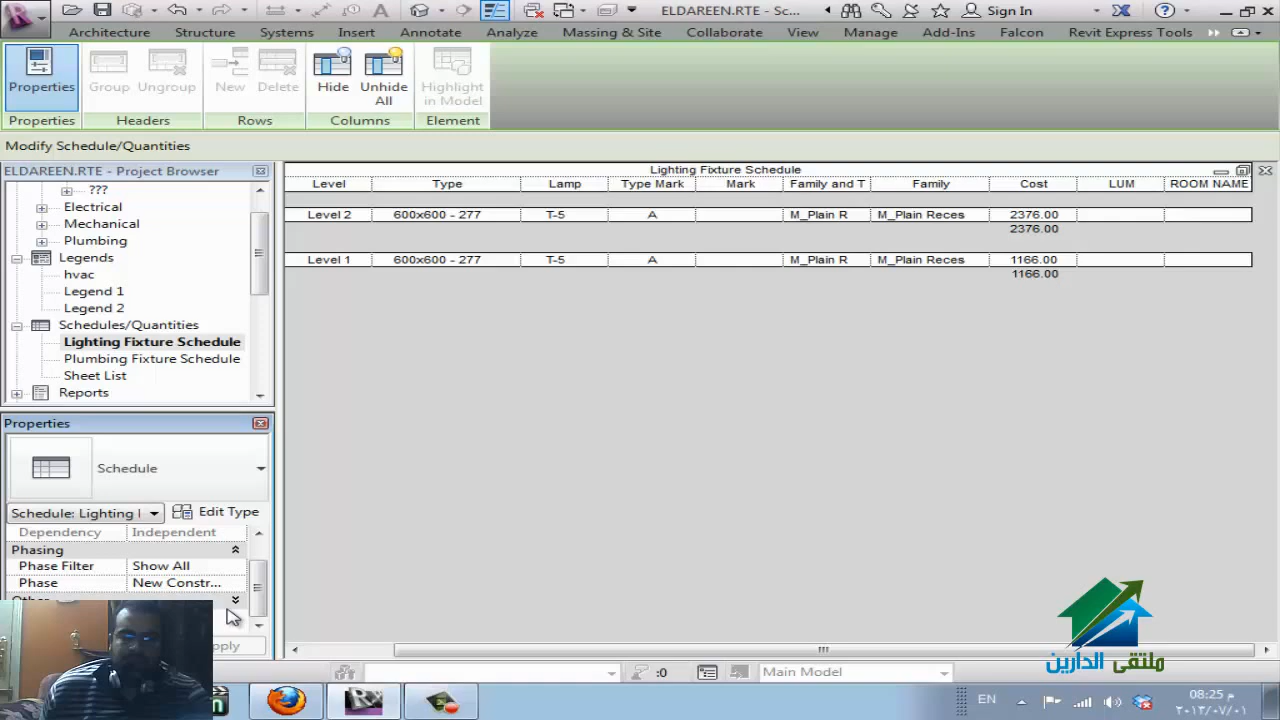 ELDAREEN.RTE - Sc...
Sign In
Architecture Structure Systems Insert Annotate Analyze Massing & Site Collaborate View Manage Add-Ins Falcon Revit Express Tools
Properties Group Ungroup New Delete Hide Unhide All Highlight in Model
Properties Headers Rows Columns Element
Modify Schedule/Quantities
ELDAREEN.RTE - Project Browser
???
Electrical
Mechanical
Plumbing
Legends
hvac
Legend 1
Legend 2
Schedules/Quantities
Lighting Fixture Schedule
Plumbing Fixture Schedule
Sheet List
Reports
Lighting Fixture Schedule
Level Type Lamp Type Mark Mark Family and T Family Cost LUM ROOM NAME
Level 2 600x600 - 277 T-5 A M_Plain R M_Plain Reces 2376.00
2376.00
Level 1 600x600 - 277 T-5 A M_Plain R M_Plain Reces 1166.00
1166.00
Properties
Schedule
Schedule: Lighting Edit Type
Dependency Independent
Phasing
Phase Filter Show All
Phase New Constr...
ملتقى الدارين
:0 Main Model
EN
08:25 م
٢٠١٣/٠٧/٠١